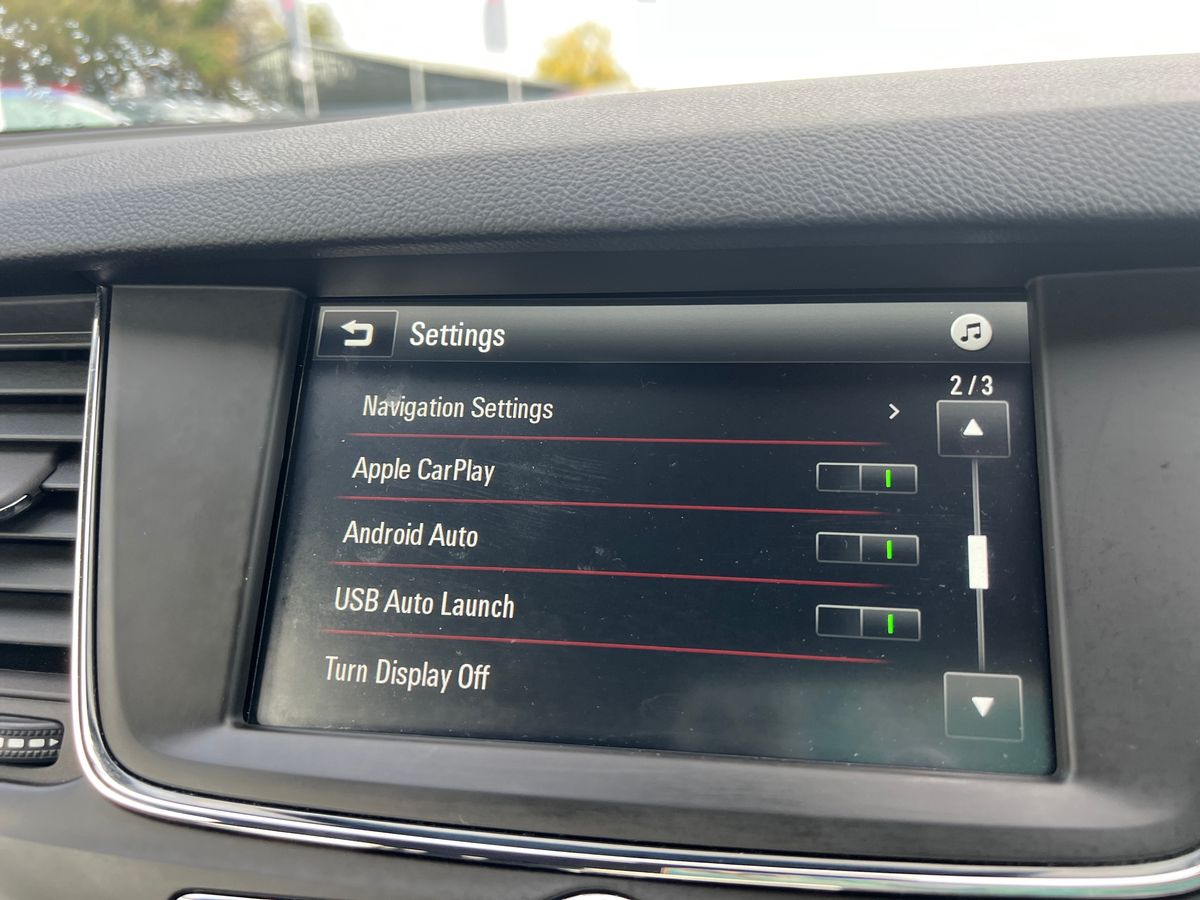 Settings
2/3
Navigation Settings
Apple CarPlay
Android Auto
USB Auto Launch
Turn Display Off